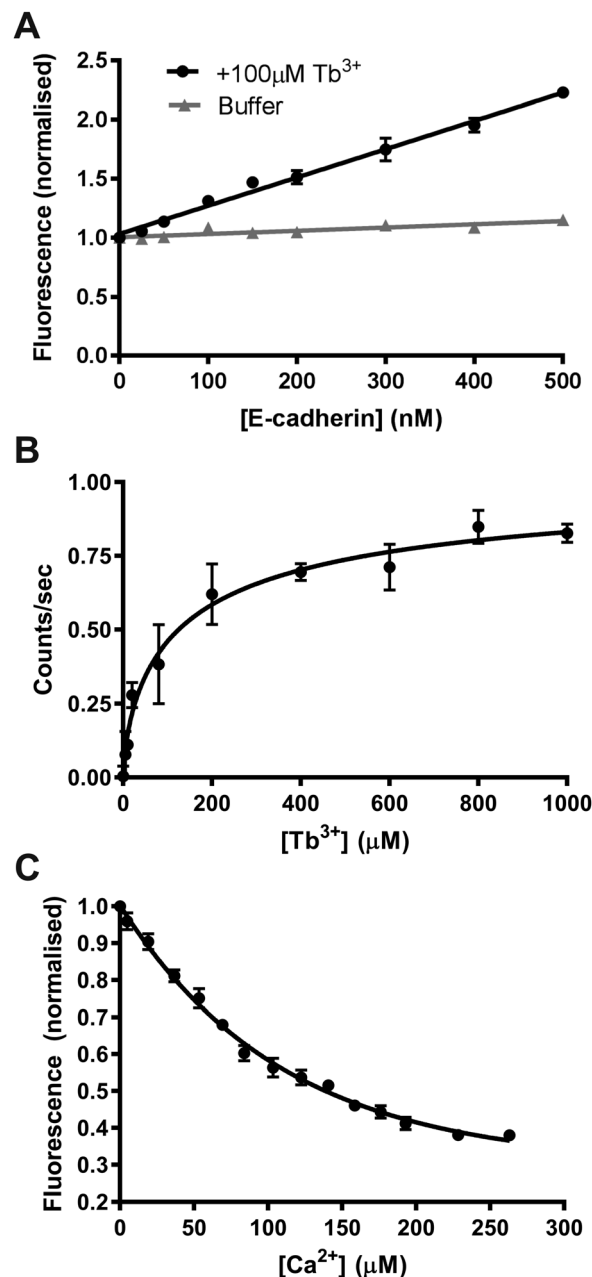 A
Fluorescence (normalised)
2.5
2.0
1.5
1.0
0.5
0.0
+100µM Tb³⁺
Buffer
0 100 200 300 400 500
[E-cadherin] (nM)
B
Counts/sec
1.00
0.75
0.50
0.25
0.00
0 200 400 600 800 1000
[Tb³⁺] (µM)
C
Fluorescence (normalised)
1.0
0.9
0.8
0.7
0.6
0.5
0.4
0.3
0.2
0 50 100 150 200 250 300
[Ca²⁺] (µM)